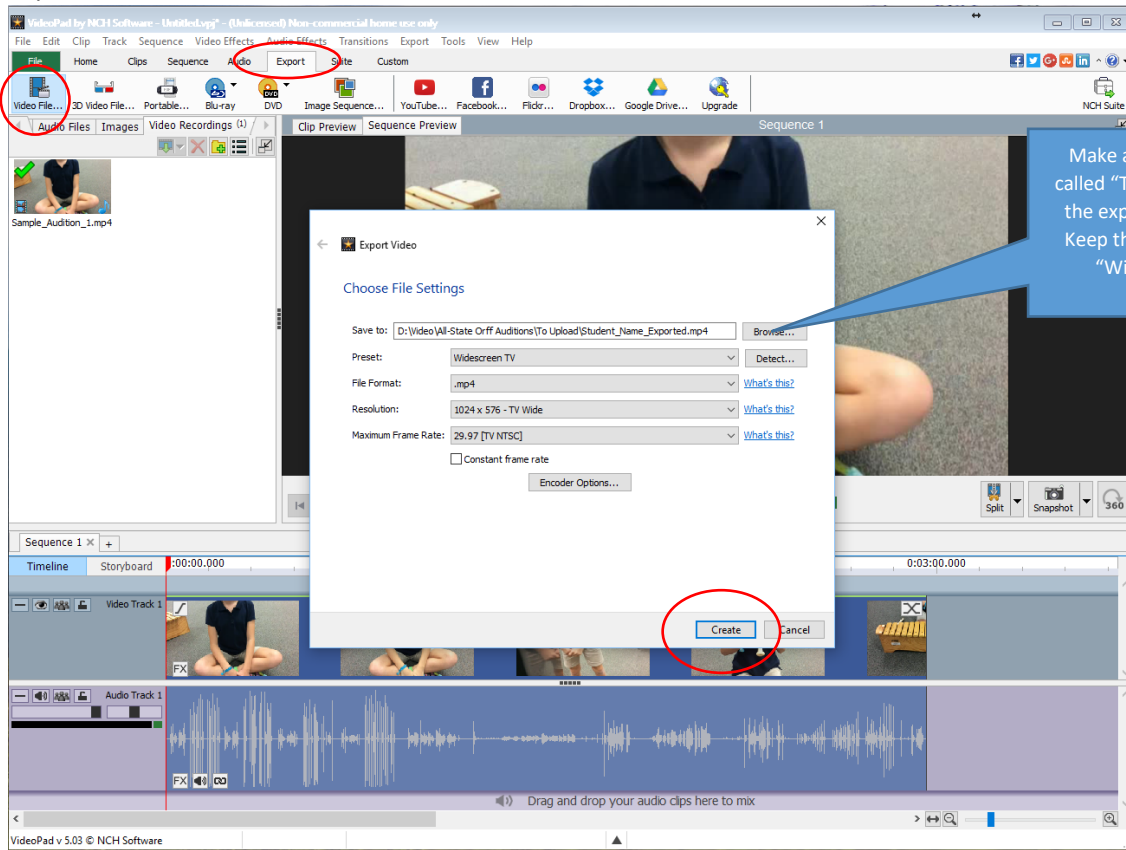 VideoPad by NCH Software - Untitled.vpj* - (Unlicensed) Non-commercial home use only
File Edit Clip Track Sequence Video Effects Audio Effects Transitions Export Tools View Help
File Home Clips Sequence Audio Export Suite Custom
Video File... 3D Video File... Portable... Blu-ray DVD Image Sequence... YouTube... Facebook... Flickr... Dropbox... Google Drive... Upgrade NCH Suite
Audio Files Images Video Recordings (1) Clip Preview Sequence Preview Sequence 1
Sample_Audition_1.mp4
Make a
called “T
the exp
Keep th
“Wi
Export Video
Choose File Settings
Save to: D:\Video\All-State Orff Auditions\To Upload\Student_Name_Exported.mp4 Browse...
Preset: Widescreen TV Detect...
File Format: .mp4 What's this?
Resolution: 1024 x 576 - TV Wide What's this?
Maximum Frame Rate: 29.97 [TV NTSC] What's this?
Constant frame rate
Encoder Options...
Create Cancel
Split Snapshot 360
Sequence 1 × +
Timeline Storyboard :00:00.000 0:03:00.000
Video Track 1
FX
Audio Track 1
FX
Drag and drop your audio clips here to mix
VideoPad v 5.03 © NCH Software